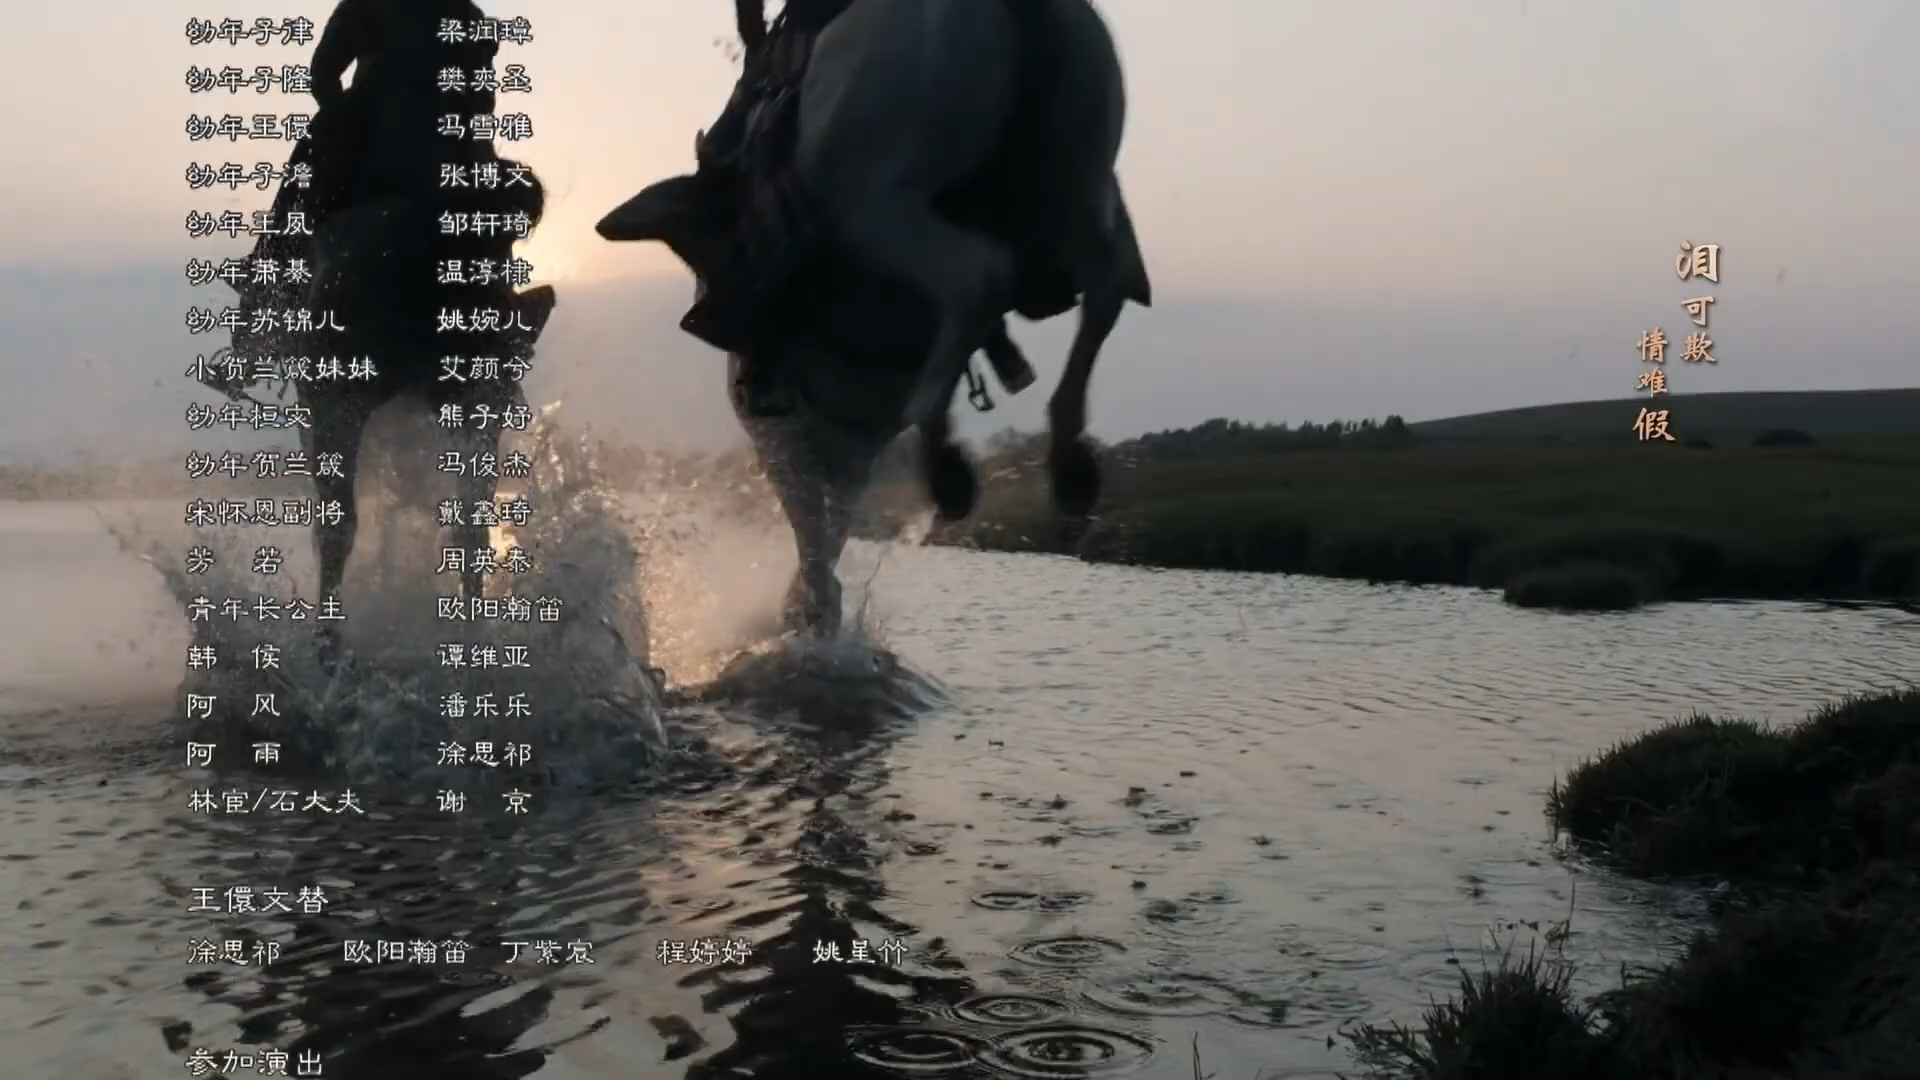 幼年子津 梁润璋
幼年子隆 樊奕圣
幼年王儇 冯雪雅
幼年子澹 张博文
幼年王夙 邹轩琦
幼年萧綦 温淳棣
幼年苏锦儿 姚婉儿
小贺兰箴妹妹 艾颜兮
幼年桓宓 熊子妤
幼年贺兰箴 冯俊杰
宋怀恩副将 戴鑫琦
芳 若 周英泰
青年长公主 欧阳瀚笛
韩 侯 谭维亚
阿 风 潘乐乐
阿 雨 涂思祁
林宦/石大夫 谢 京
王儇文替
涂思祁 欧阳瀚笛 丁紫宸 程婷婷 姚星竹
参加演出
泪可欺
情难假